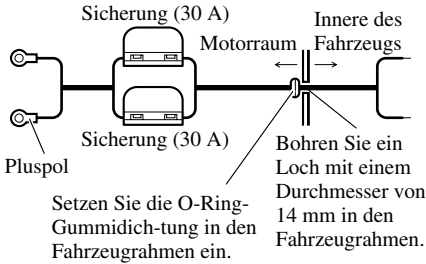 Sicherung (30 A)
Motorraum
Innere des
Fahrzeugs
Sicherung (30 A)
Pluspol
Setzen Sie die O-Ring-
Gummidich-tung in den
Fahrzeugrahmen ein.
Bohren Sie ein
Loch mit einem
Durchmesser von
14 mm in den
Fahrzeugrahmen.